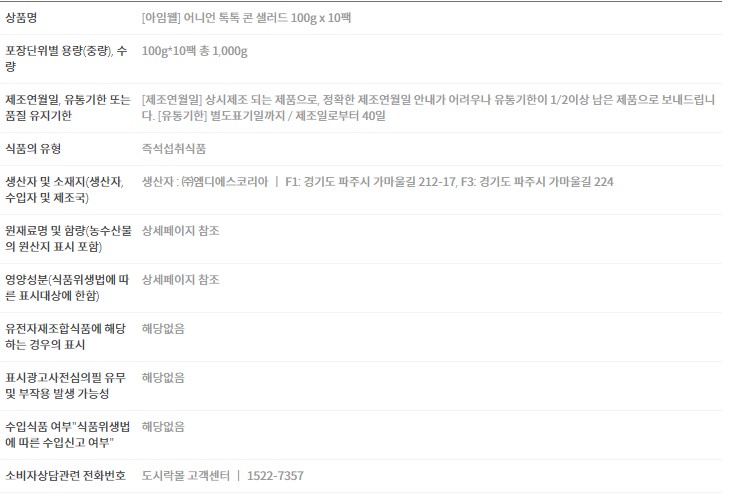 상품명
[아임웰] 어니언 톡톡 콘 샐러드 100g x 10팩
포장단위별 용량(중량), 수
량
100g*10팩 총 1,000g
제조연월일, 유통기한 또는
품질 유지기한
[제조연월일] 상시제조 되는 제품으로, 정확한 제조연월일 안내가 어려우나 유통기한이 1/2이상 남은 제품으로 보내드립니
다. [유통기한] 별도표기일까지 / 제조일로부터 40일
식품의 유형
즉석섭취식품
생산자 및 소재지(생산자,
수입자 및 제조국)
생산자 : ㈜엠디에스코리아 ㅣ F1: 경기도 파주시 가마울길 212-17, F3: 경기도 파주시 가마울길 224
원재료명 및 함량(농수산물
의 원산지 표시 포함)
상세페이지 참조
영양성분(식품위생법에 따
른 표시대상에 한함)
상세페이지 참조
유전자재조합식품에 해당
하는 경우의 표시
해당없음
표시광고사전심의필 유무
및 부작용 발생 가능성
해당없음
수입식품 여부"식품위생법
에 따른 수입신고 여부"
해당없음
소비자상담관련 전화번호
도시락몰 고객센터 ㅣ 1522-7357